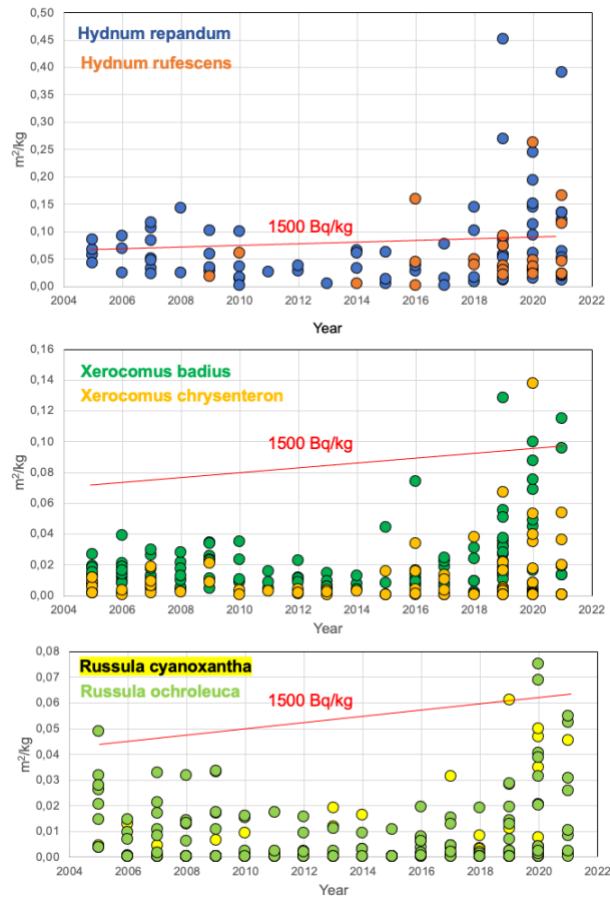 0,50
Hydnum repandum
0,45
Hydnum rufescens
0,40
0,35
0,30
m²/kg
0,25
0,20
0,15
1500 Bq/kg
0,10
0,05
0,00
2004 2006 2008 2010 2012 2014 2016 2018 2020 2022
Year
0,16
Xerocomus badius
0,14
Xerocomus chrysenteron
0,12
1500 Bq/kg
0,10
m²/kg
0,08
0,06
0,04
0,02
0,00
2004 2006 2008 2010 2012 2014 2016 2018 2020 2022
Year
0,08
Russula cyanoxantha
0,07
Russula ochroleuca
1500 Bq/kg
0,06
0,05
m²/kg
0,04
0,03
0,02
0,01
0,00
2004 2006 2008 2010 2012 2014 2016 2018 2020 2022
Year